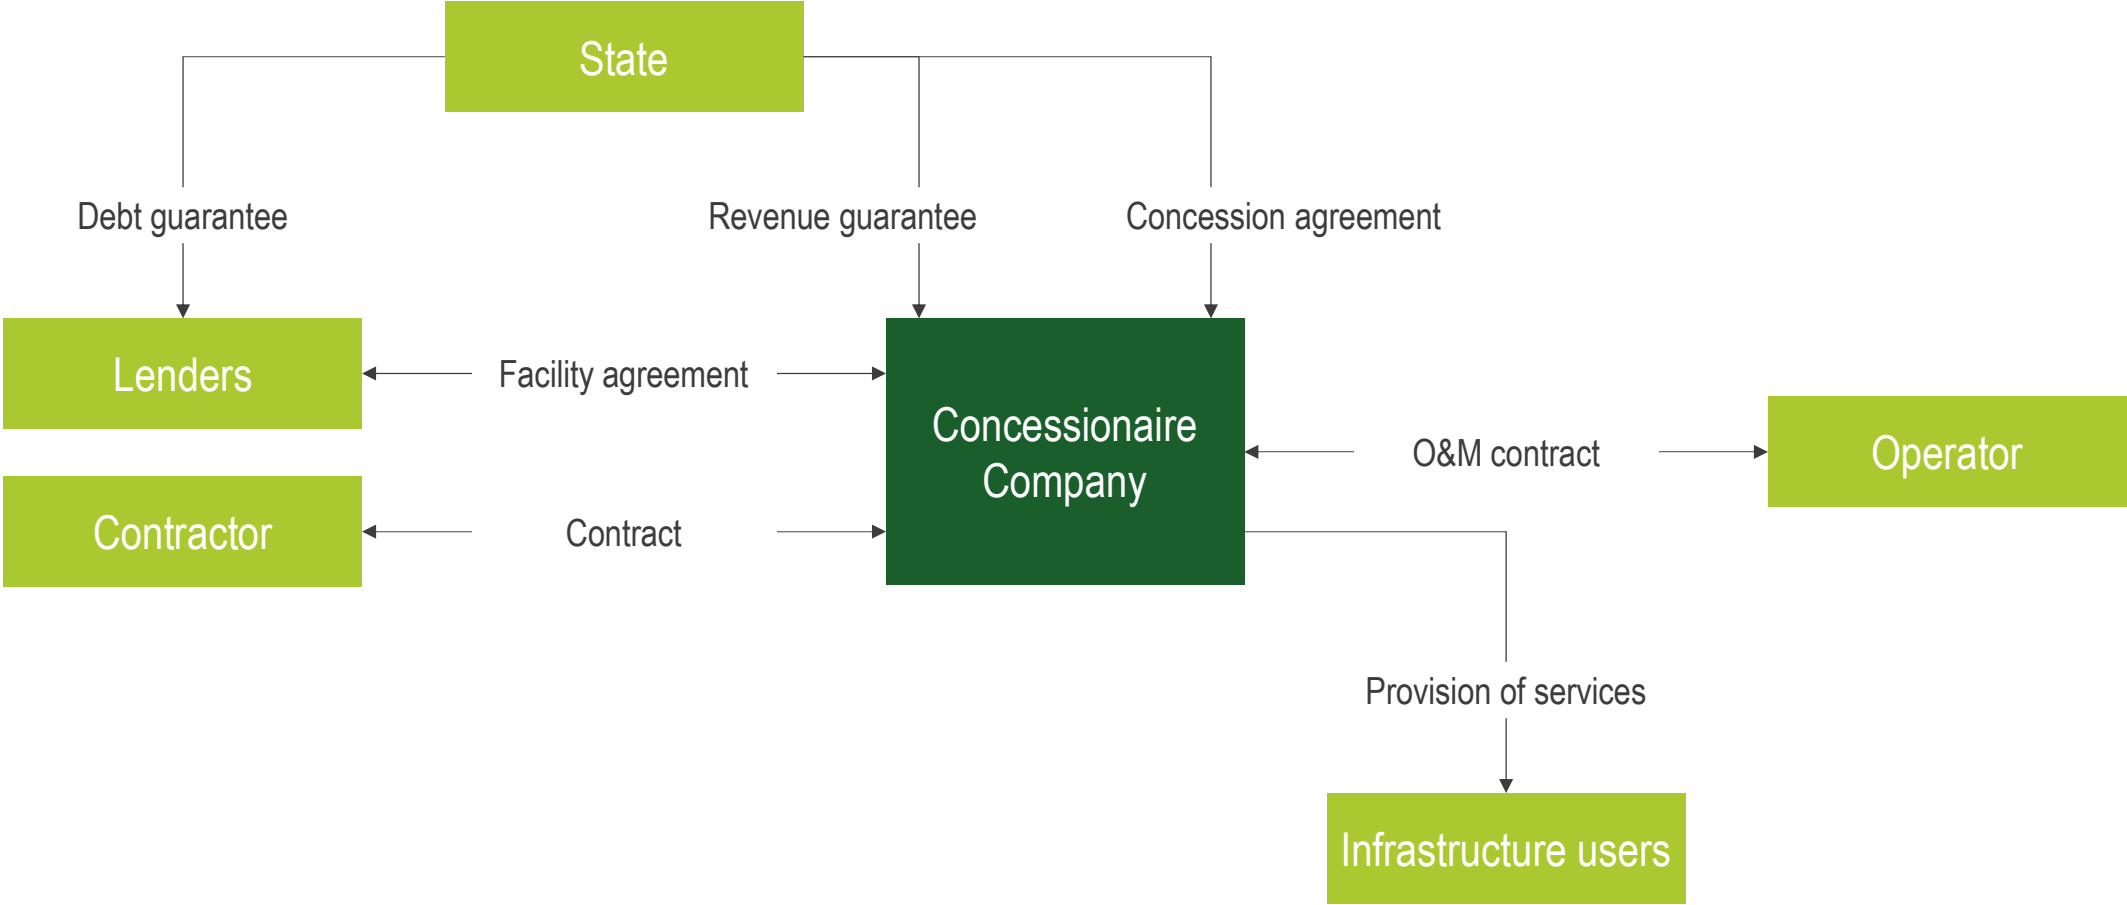 State
Debt guarantee
Revenue guarantee
Concession agreement
Lenders
Facility agreement
Concessionaire
Company
O&M contract
Operator
Contractor
Contract
Provision of services
Infrastructure users